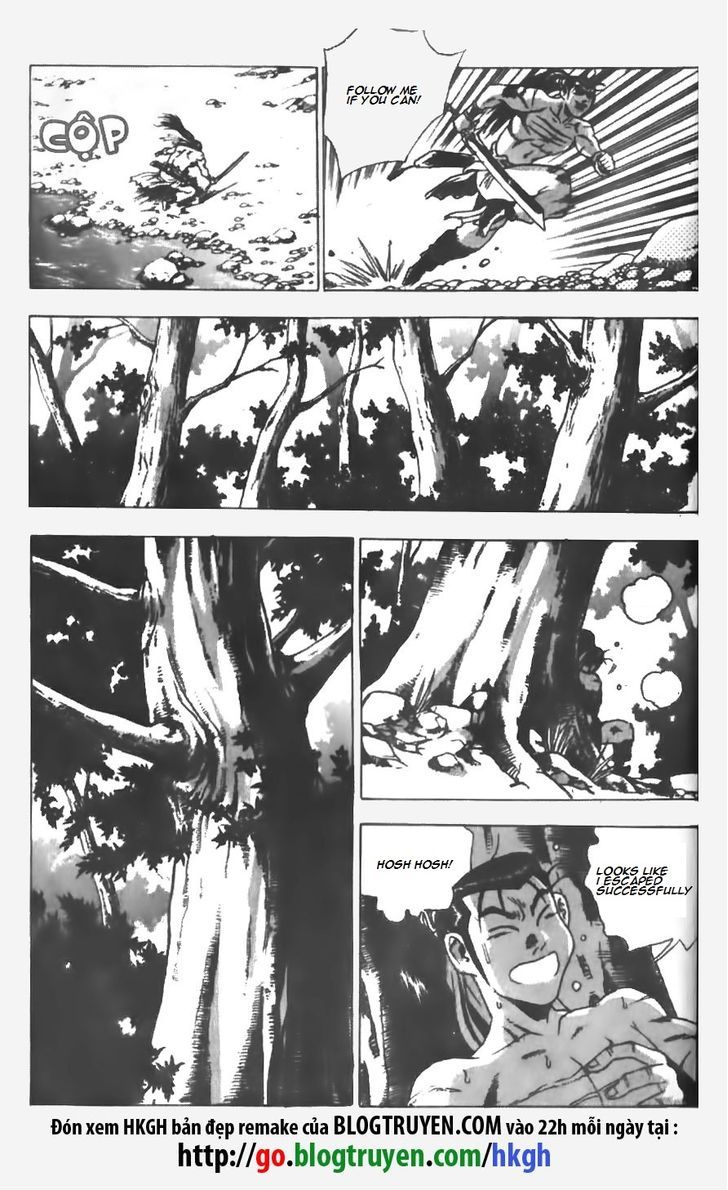 CỘP
FOLLOW ME
IF YOU CAN!
HOSH HOSH!
LOOKS LIKE
I ESCAPED
SUCCESSFULLY
Đón xem HKGH bản đẹp remake của BLOGTRUYEN.COM vào 22h mỗi ngày tại :
http://go.blogtruyen.com/hkgh